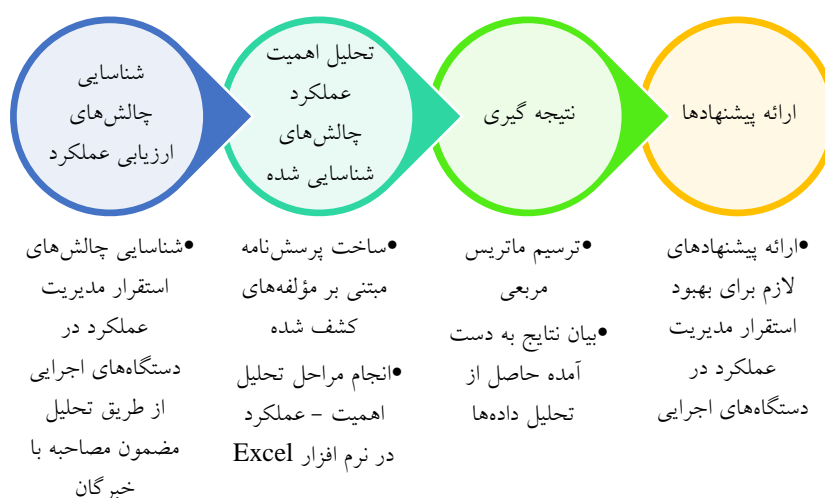 شناسایی
چالش‌های
ارزیابی عملکرد
تحلیل اهمیت
عملکرد
چالش‌های
شناسایی شده
نتیجه گیری
ارائه پیشنهادها
•شناسایی چالش‌های
استقرار مدیریت
عملکرد در
دستگاه‌های اجرایی
از طریق تحلیل
مضمون مصاحبه با
خبرگان
•ساخت پرسش‌نامه
مبتنی بر مؤلفه‌های
کشف شده
•انجام مراحل تحلیل
اهمیت – عملکرد
در نرم افزار Excel
•ترسیم ماتریس
مربعی
•بیان نتایج به دست
آمده حاصل از
تحلیل داده‌ها
•ارائه پیشنهادهای
لازم برای بهبود
استقرار مدیریت
عملکرد در
دستگاه‌های اجرایی